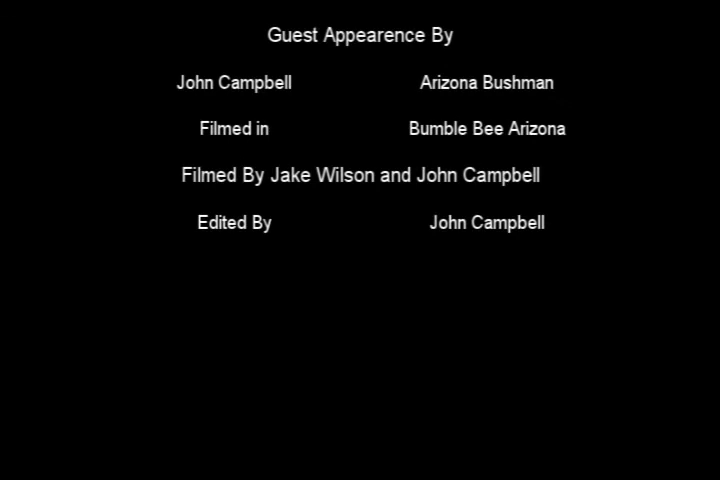 Guest Appearence By
John Campbell Arizona Bushman
Filmed in Bumble Bee Arizona
Filmed By Jake Wilson and John Campbell
Edited By John Campbell